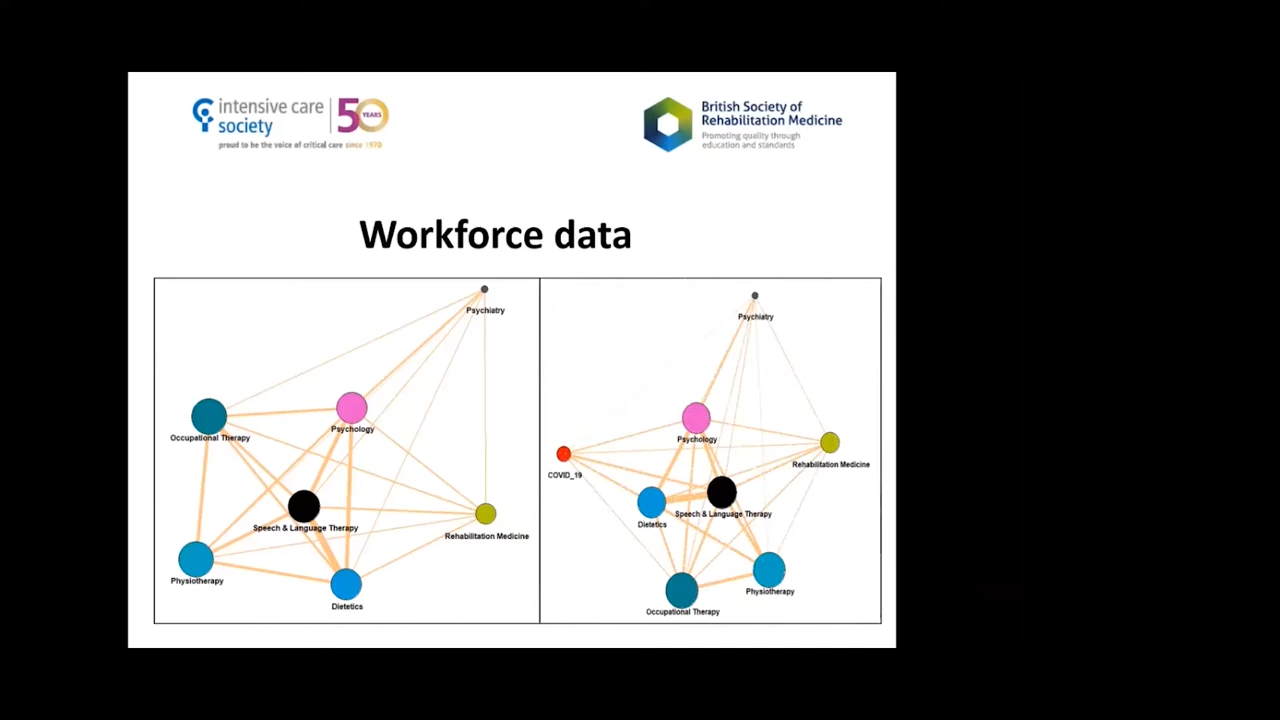 intensive care
society
50
YEARS
proud to be the voice of critical care since 1970
British Society of
Rehabilitation Medicine
Promoting quality through
education and standards
Workforce data
Psychiatry
Occupational Therapy
Psychology
Speech & Language Therapy
Rehabilitation Medicine
Physiotherapy
Dietetics
Psychiatry
Psychology
Rehabilitation Medicine
COVID_19
Speech & Language Therapy
Dietetics
Physiotherapy
Occupational Therapy